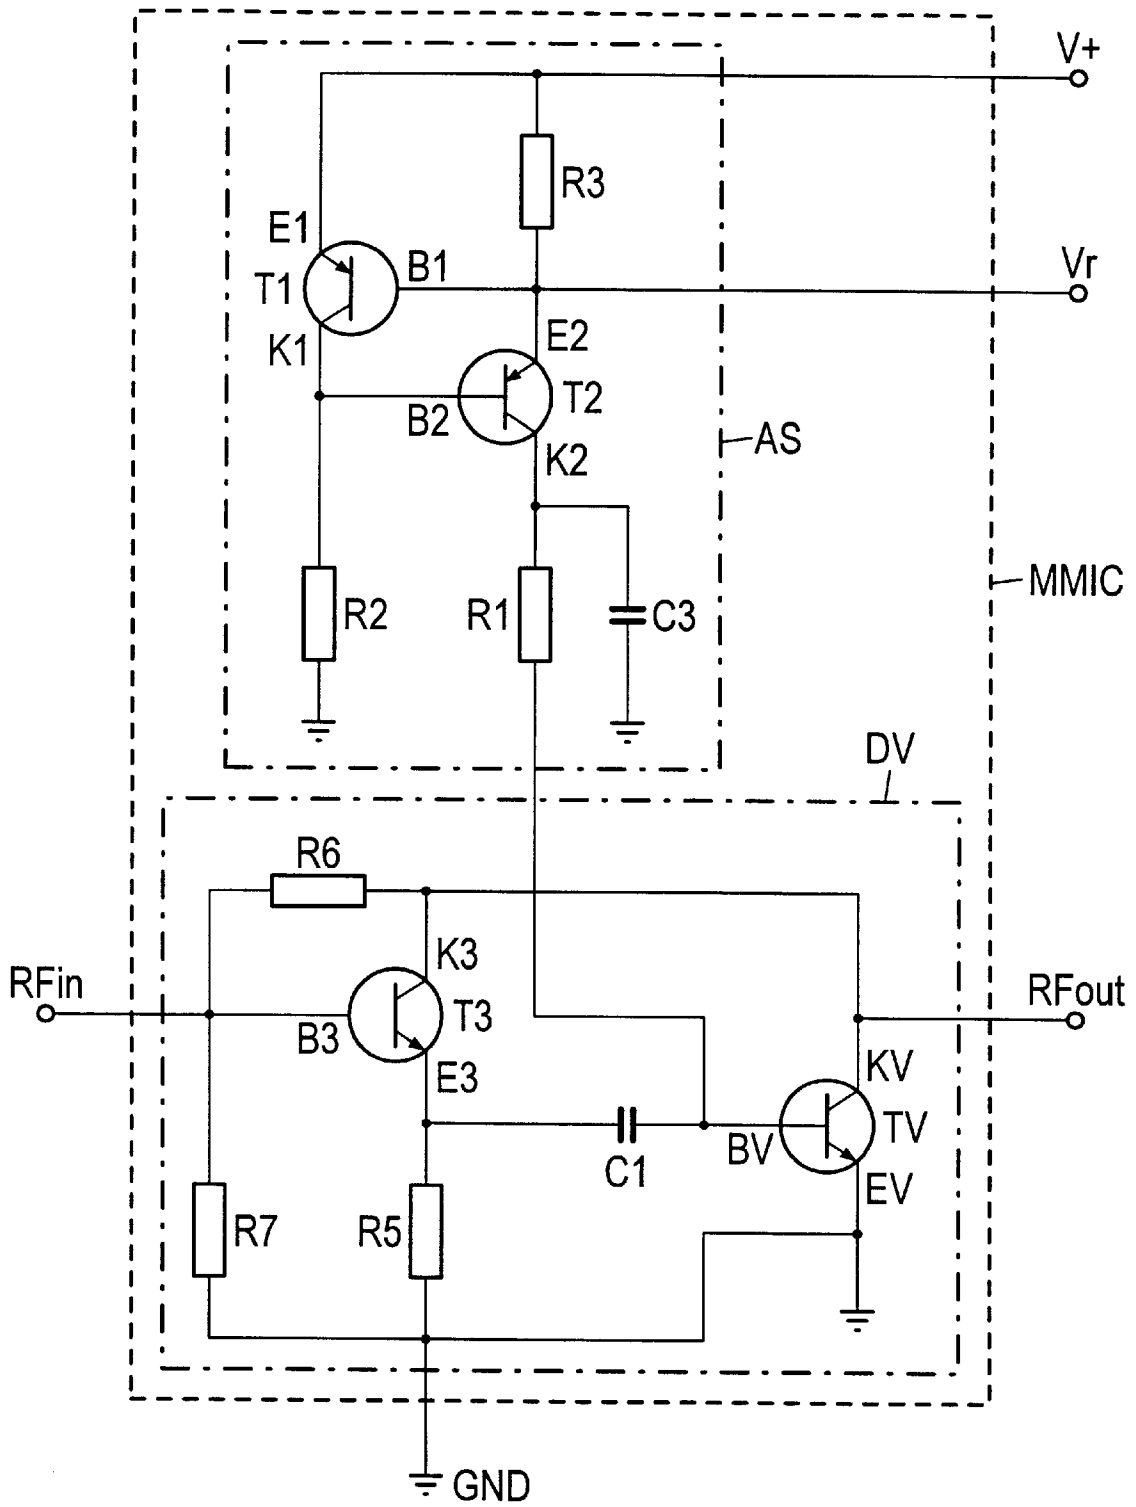 V+
R3
E1
B1
Vr
T1
E2
K1
T2
B2
AS
K2
MMIC
R2
R1
C3
DV
R6
K3
RFin
RFout
T3
B3
KV
E3
TV
BV
C1
EV
R7
R5
GND